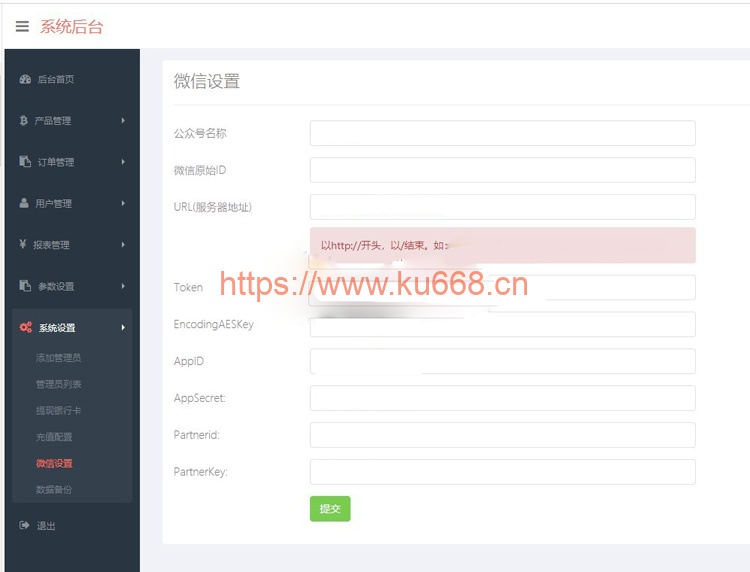 系统后台
后台首页
产品管理
订单管理
用户管理
报表管理
参数设置
系统设置
添加管理员
管理员列表
提现银行卡
充值配置
微信设置
数据备份
退出
微信设置
公众号名称
微信原始ID
URL(服务器地址)
以http://开头，以/结束。如:
https://www.ku668.cn
Token
EncodingAESKey
AppID
AppSecret:
Partnerid:
PartnerKey:
提交